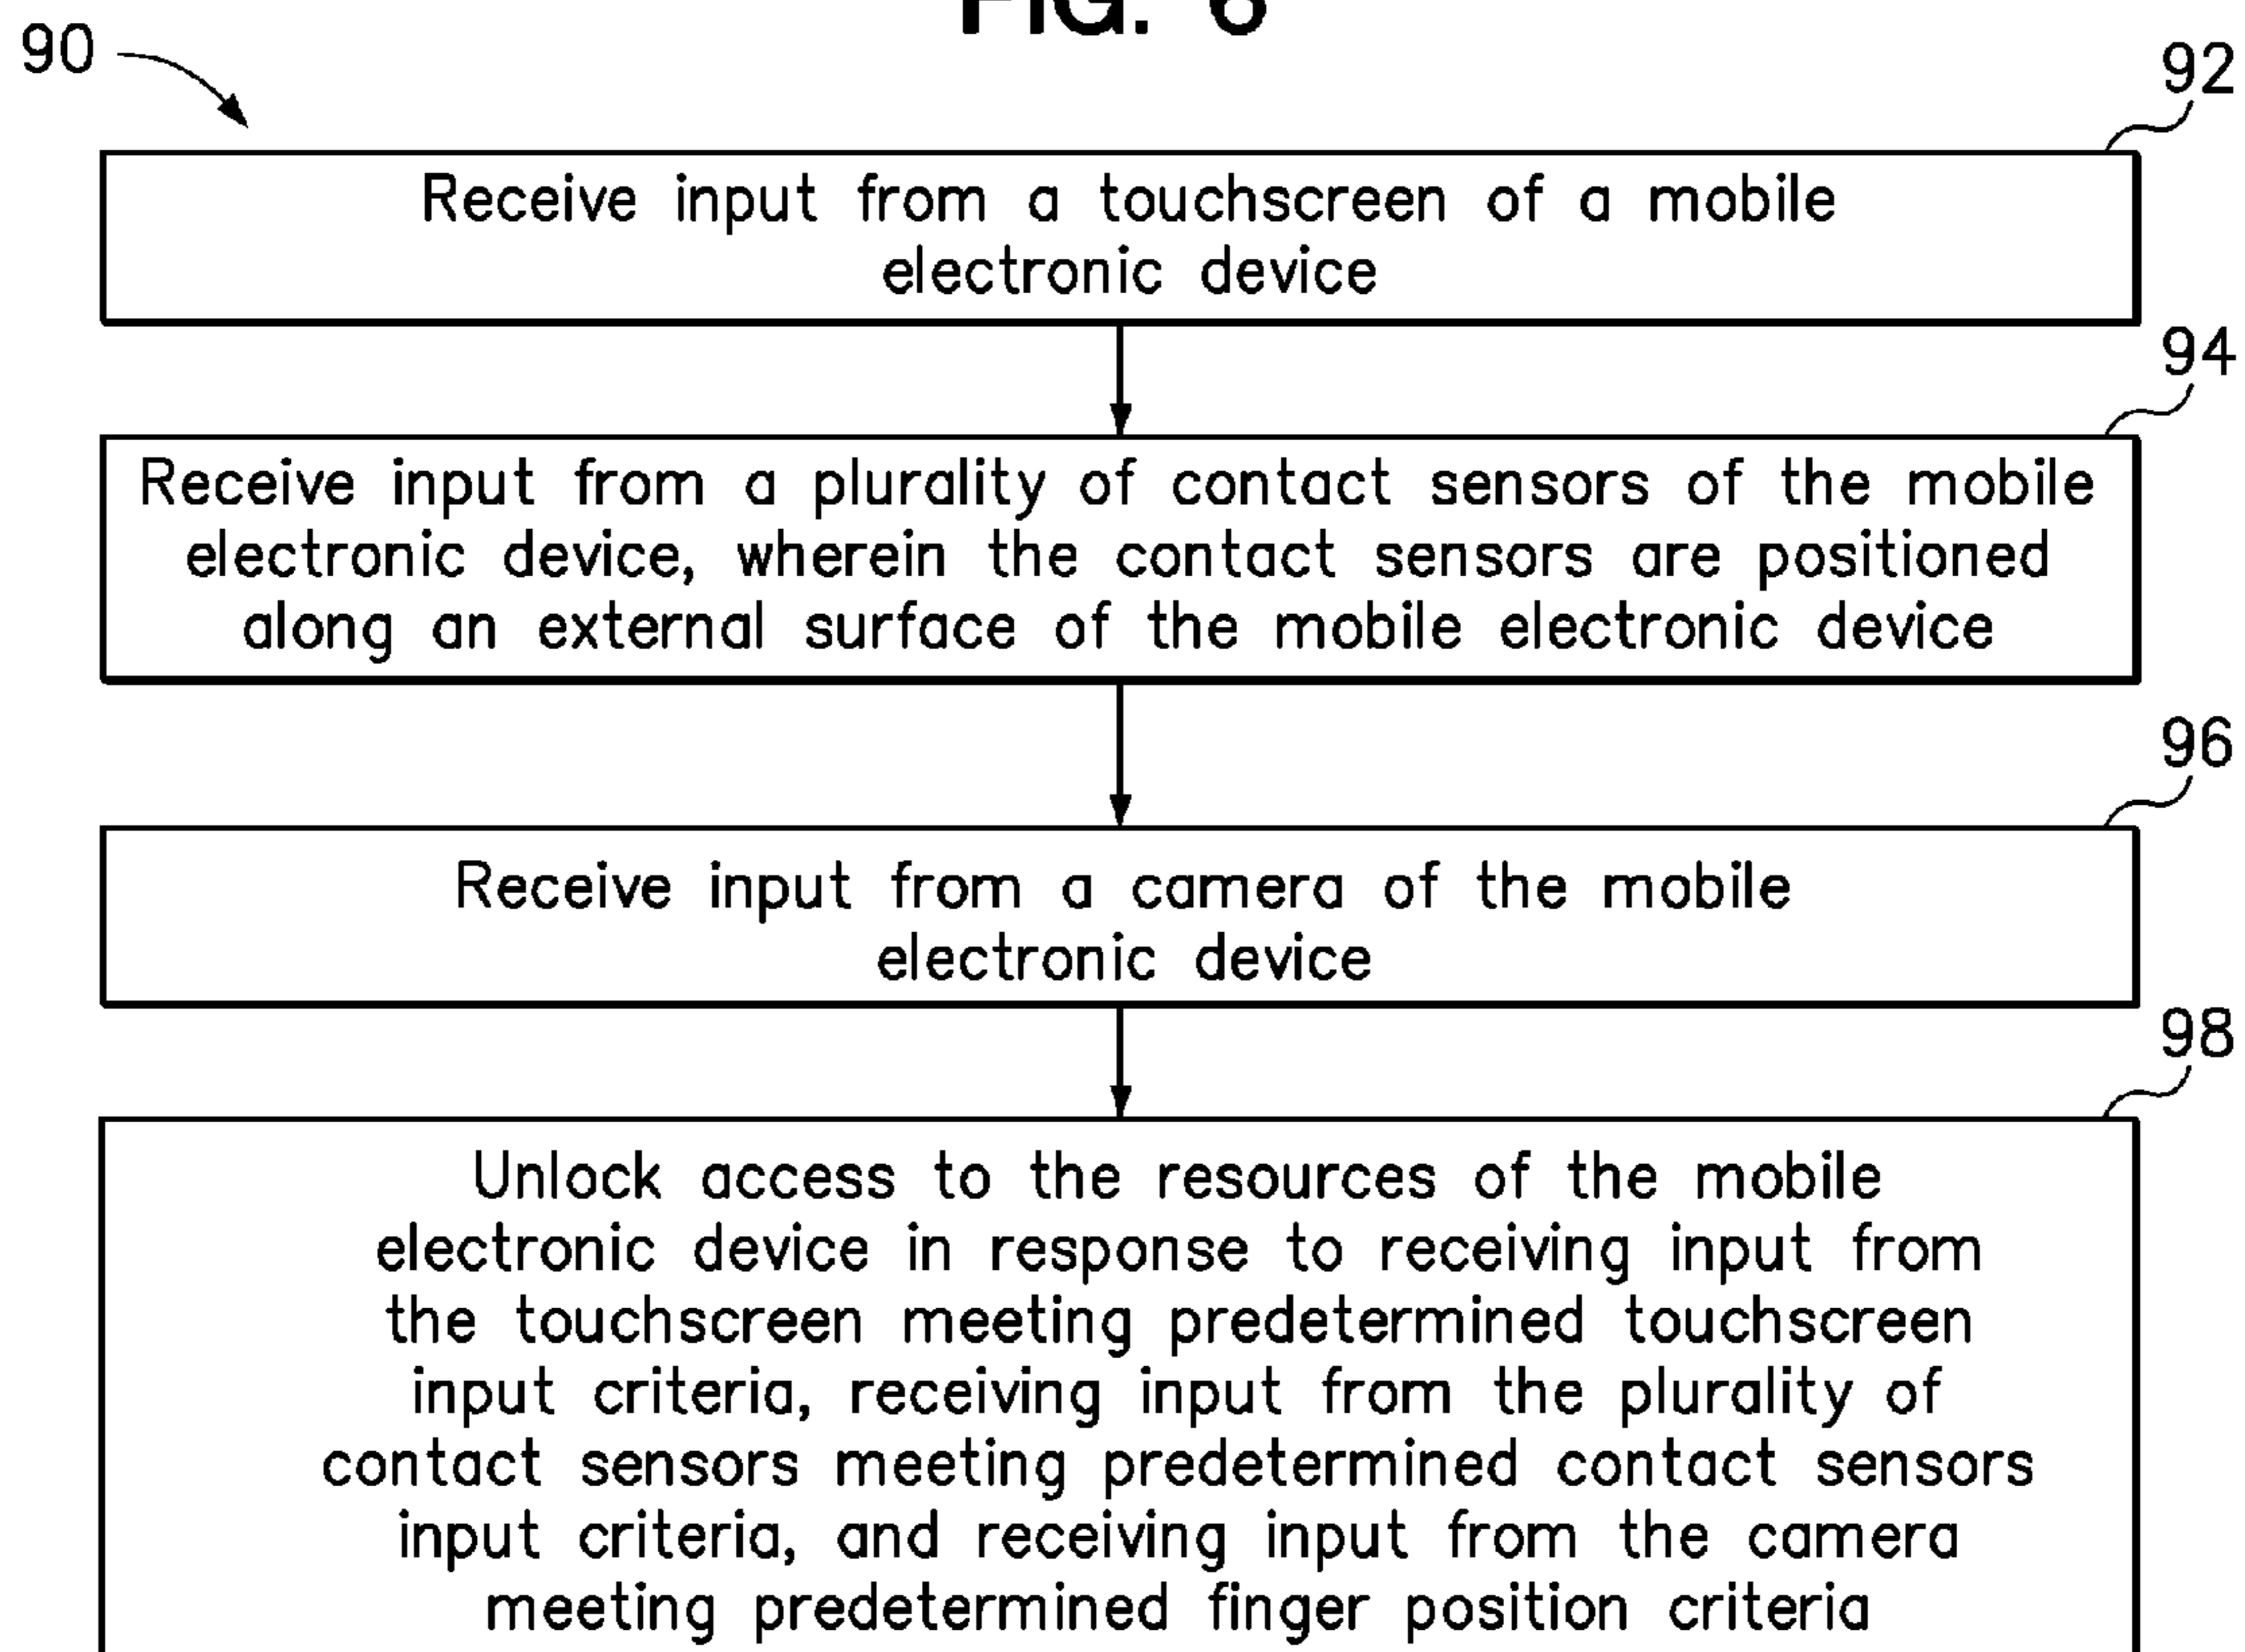 FIG.
90
92
Receive input from a touchscreen of a mobile
electronic device
94
Receive input from a plurality of contact sensors of the mobile
electronic device, wherein the contact sensors are positioned
along an external surface of the mobile electronic device
96
Receive input from a camera of the mobile
electronic device
98
Unlock access to the resources of the mobile
electronic device in response to receiving input from
the touchscreen meeting predetermined touchscreen
input criteria, receiving input from the plurality of
contact sensors meeting predetermined contact sensors
input criteria, and receiving input from the camera
meeting predetermined finger position criteria